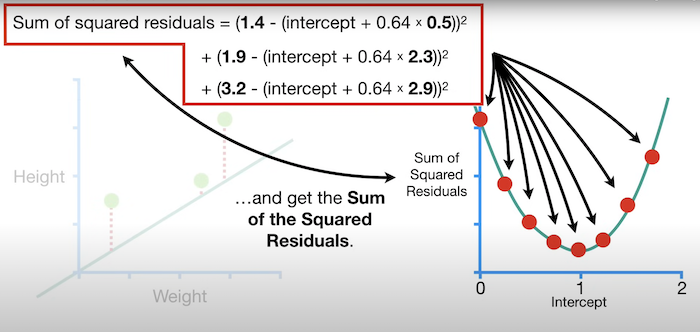 Sum of squared residuals = (1.4 - (intercept + 0.64 × 0.5))²
+ (1.9 - (intercept + 0.64 × 2.3))²
+ (3.2 - (intercept + 0.64 × 2.9))²
Height
Weight
…and get the Sum
of the Squared
Residuals.
Sum of
Squared
Residuals
0
1
2
Intercept